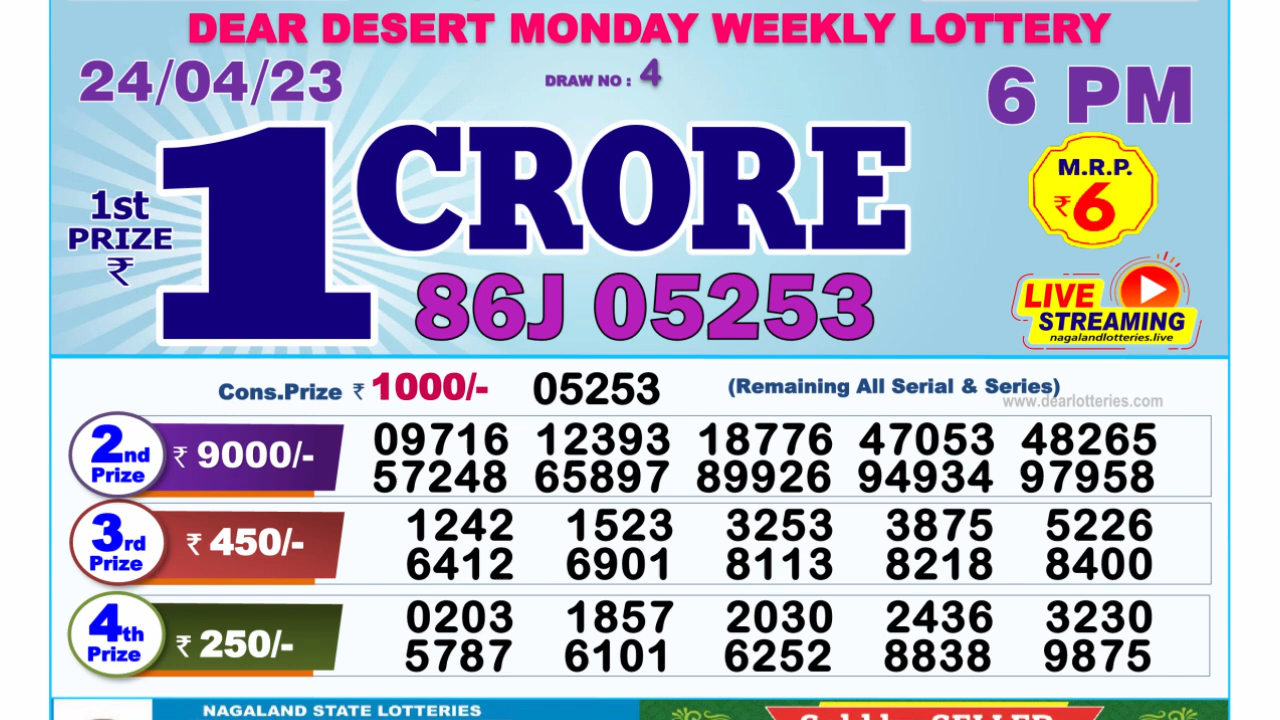 DEAR DESERT MONDAY WEEKLY LOTTERY
24/04/23
DRAW NO : 4
6 PM
1st
PRIZE
₹
1 CRORE
M.R.P.
₹6
86J 05253
LIVE
STREAMING
nagalandlotteries.live
Cons.Prize ₹ 1000/- 05253 (Remaining All Serial & Series)
www.dearlotteries.com
2nd
Prize
₹ 9000/-
09716 12393 18776 47053 48265
57248 65897 89926 94934 97958
3rd
Prize
₹ 450/-
1242 1523 3253 3875 5226
6412 6901 8113 8218 8400
4th
Prize
₹ 250/-
0203 1857 2030 2436 3230
5787 6101 6252 8838 9875
NAGALAND STATE LOTTERIES